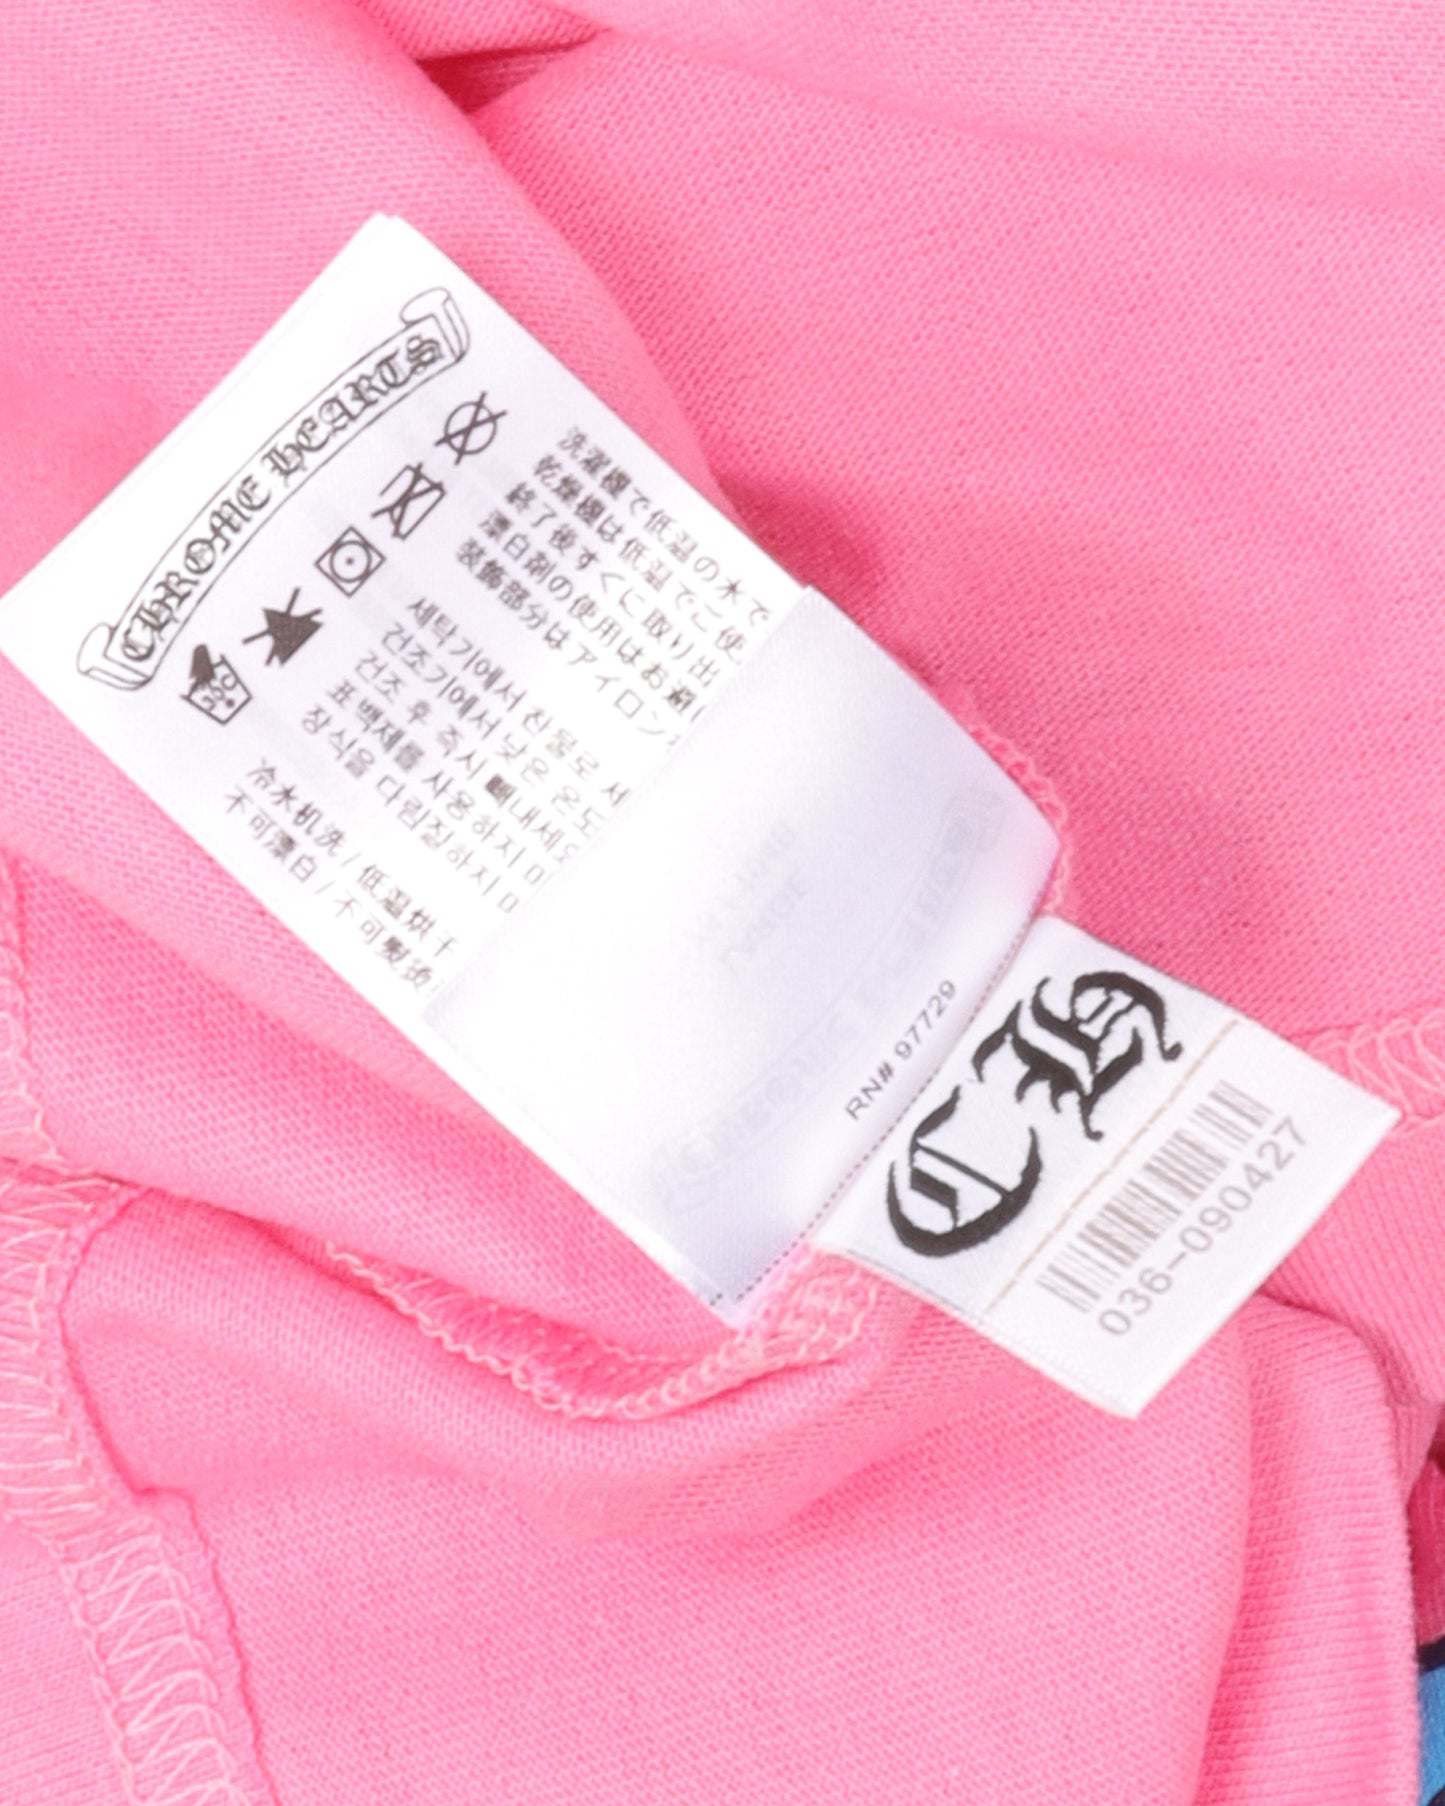 CHROME HEARTS
洗濯機で低温の水で
乾燥機は低温でご使
終了後すぐに取り出
漂白剤の使用はお避
装飾部分はアイロン
세탁기에서 찬물로 세
건조기에서 낮은 온도
건조 후 즉시 빼내세요
표백제를 사용하지 마
장식을 다림질하지 마
冷水机洗 / 低温烘干
不可漂白 / 不可熨烫
RN# 97729
CH
036-090427